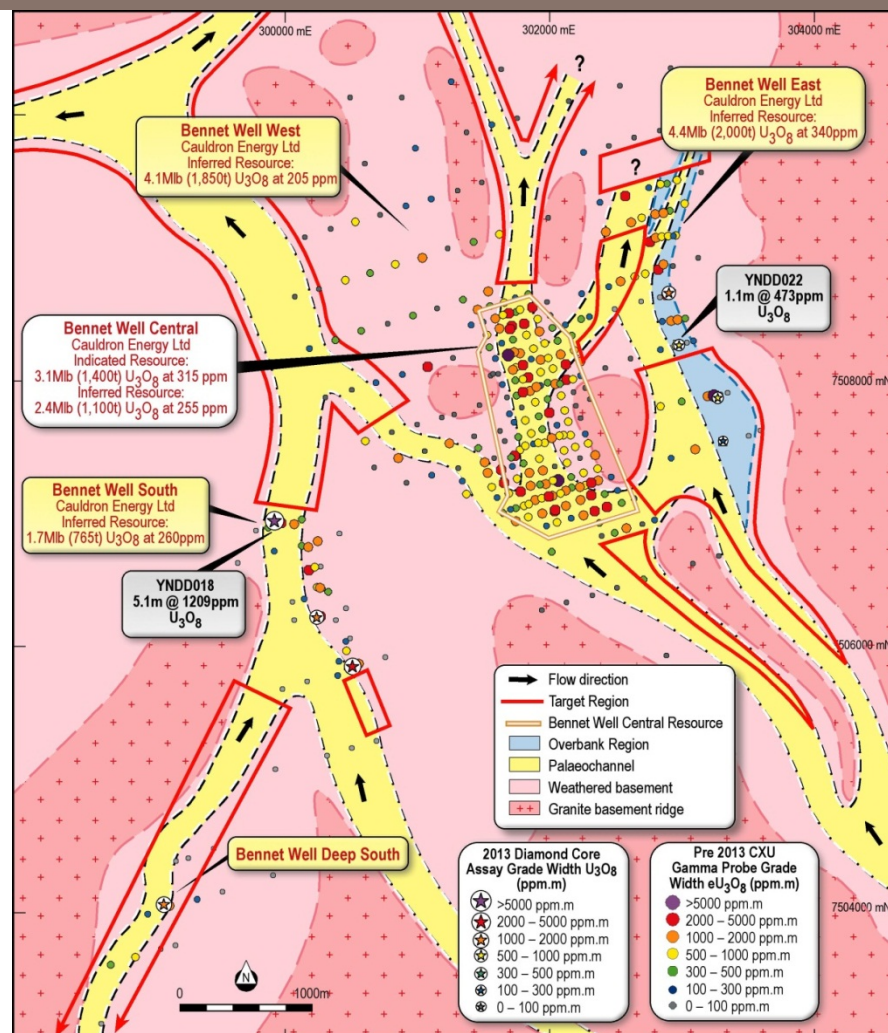 300000 mE
302000 mE
304000 mE
?
Bennet Well East
Cauldron Energy Ltd
Inferred Resource:
4.4Mlb (2,000t) U₃O₈ at 340ppm
Bennet Well West
Cauldron Energy Ltd
Inferred Resource:
4.1Mlb (1,850t) U₃O₈ at 205 ppm
?
YNDD022
1.1m @ 473ppm
U₃O₈
Bennet Well Central
Cauldron Energy Ltd
Indicated Resource:
3.1Mlb (1,400t) U₃O₈ at 315 ppm
Inferred Resource:
2.4Mlb (1,100t) U₃O₈ at 255 ppm
7508000 mN
Bennet Well South
Cauldron Energy Ltd
Inferred Resource:
1.7Mlb (765t) U₃O₈ at 260ppm
YNDD018
5.1m @ 1209ppm
U₃O₈
7506000 mN
Flow direction
Target Region
Bennet Well Central Resource
Overbank Region
Palaeochannel
Weathered basement
Granite basement ridge
Bennet Well Deep South
2013 Diamond Core
Assay Grade Width U₃O₈
(ppm.m)
>5000 ppm.m
2000 – 5000 ppm.m
1000 – 2000 ppm.m
500 – 1000 ppm.m
300 – 500 ppm.m
100 – 300 ppm.m
0 – 100 ppm.m
Pre 2013 CXU
Gamma Probe Grade
Width eU₃O₈ (ppm.m)
>5000 ppm.m
2000 – 5000 ppm.m
1000 – 2000 ppm.m
500 – 1000 ppm.m
300 – 500 ppm.m
100 – 300 ppm.m
0 – 100 ppm.m
7504000 mN
N
0
1000m